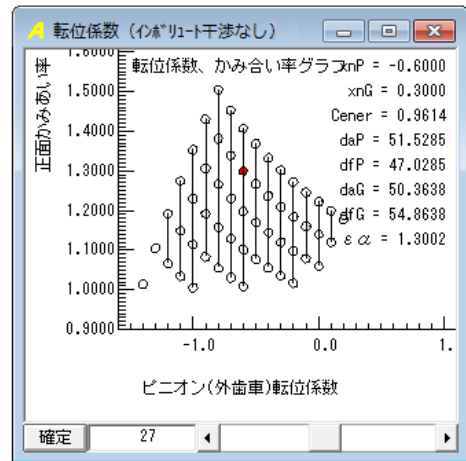 転位係数 (インボリュート干渉なし)
転位係数、かみ合い率グラフ
xnP = -0.6000
xnG = 0.3000
Cener = 0.9614
daP = 51.5285
dfP = 47.0285
daG = 50.3638
dfG = 54.8638
εα = 1.3002
正面かみあい率
1.6000
1.5000
1.4000
1.3000
1.2000
1.1000
1.0000
0.9000
-1.0 0.0 1.
ピニオン(外歯車)転位係数
確定 27